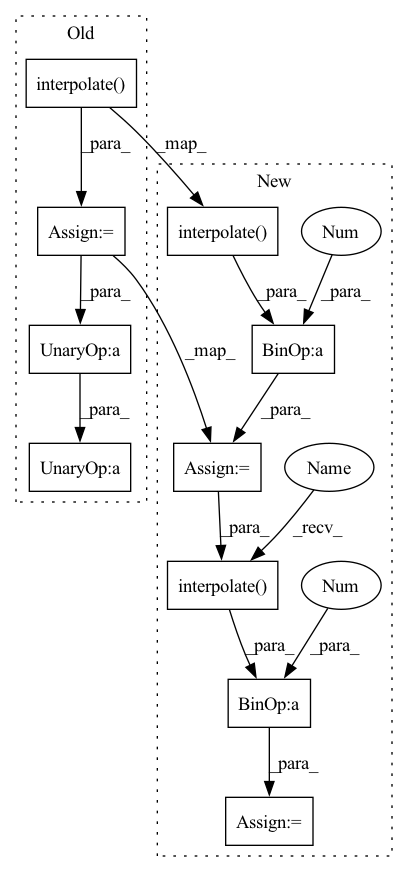 Old
interpolate()
_para_
_map_
New
Assign:=
interpolate()
Num
_para_
_para_
_para_
UnaryOp:a
_map_
BinOp:a
_para_
_para_
UnaryOp:a
Assign:=
Name
_para_
_recv_
interpolate()
Num
_para_
_para_
BinOp:a
_para_
Assign:=